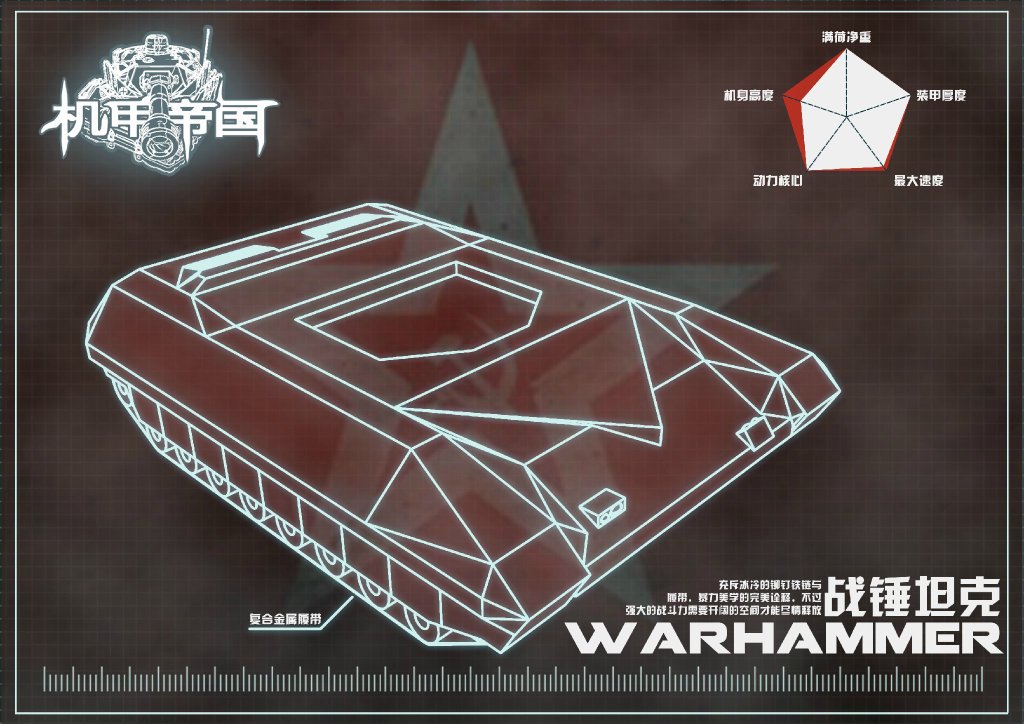 机甲帝国
满荷净重
机身高度
装甲厚度
动力核心
最大速度
复合金属履带
充斥冰冷的铆钉铁链与
履带，暴力美学的完美诠释，不过
强大的战斗力需要开阔的空间才能尽情释放
战锤坦克
WARHAMMER